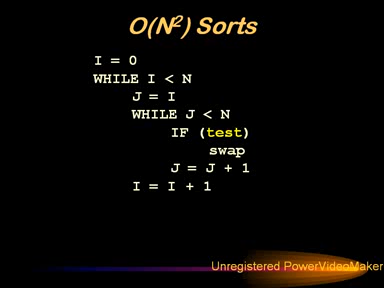 O(N²) Sorts
I = 0
WHILE I < N
J = I
WHILE J < N
IF (test)
swap
J = J + 1
I = I + 1
Unregistered PowerVideoMaker